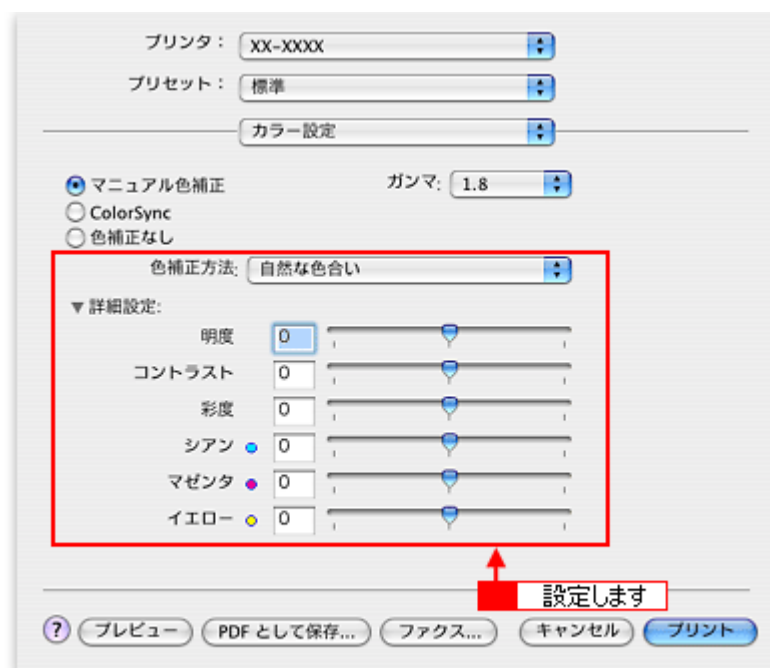 プリンタ： XX-XXXX
プリセット： 標準
カラー設定
マニュアル色補正 ガンマ: 1.8
ColorSync
色補正なし
色補正方法: 自然な色合い
▼詳細設定:
明度 0
コントラスト 0
彩度 0
シアン 0
マゼンタ 0
イエロー 0
設定します
? プレビュー PDF として保存... ファクス... キャンセル プリント